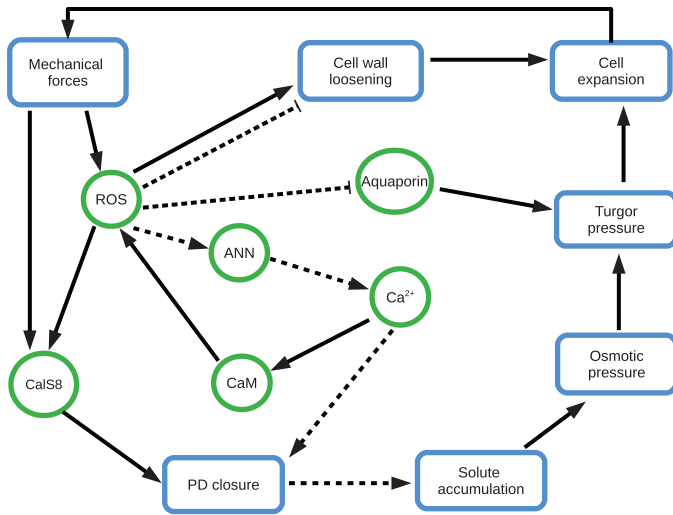 Mechanical
forces
Cell wall
loosening
Cell
expansion
ROS
Aquaporin
Turgor
pressure
ANN
Ca²⁺
Osmotic
pressure
CalS8
CaM
PD closure
Solute
accumulation